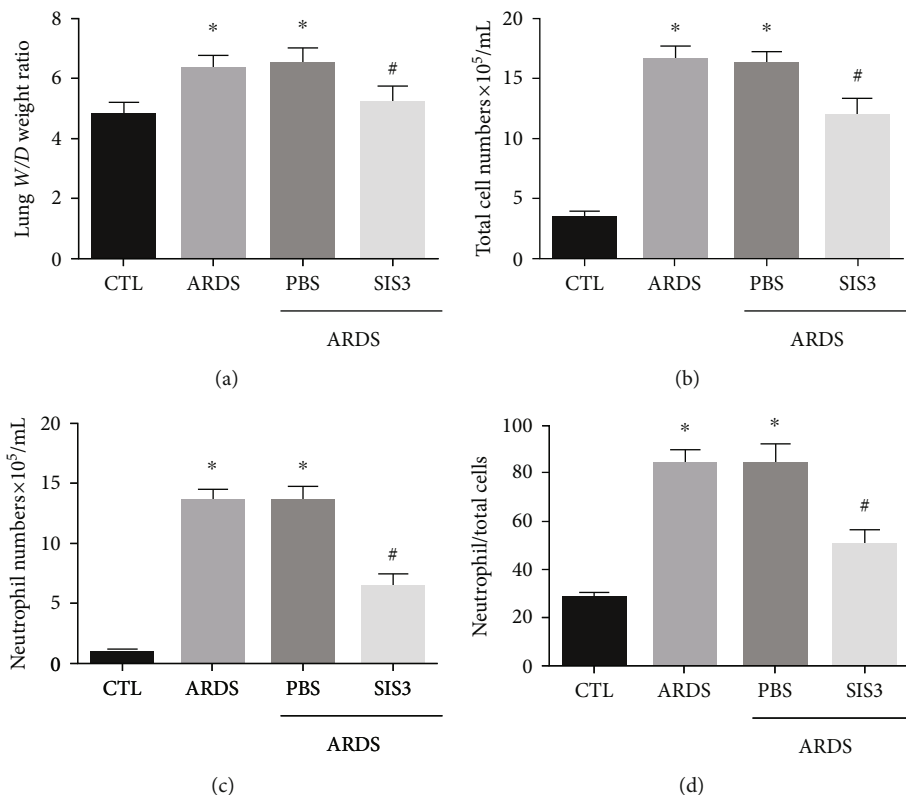 Lung W/D weight ratio
8
6
4
2
0
*
*
#
CTL
ARDS
PBS
SIS3
ARDS
(a)
Total cell numbers×10⁵/mL
20
15
10
5
0
*
*
#
CTL
ARDS
PBS
SIS3
ARDS
(b)
Neutrophil numbers×10⁵/mL
20
15
10
5
0
*
*
#
CTL
ARDS
PBS
SIS3
ARDS
(c)
Neutrophil/total cells
100
80
60
40
20
0
*
*
#
CTL
ARDS
PBS
SIS3
ARDS
(d)